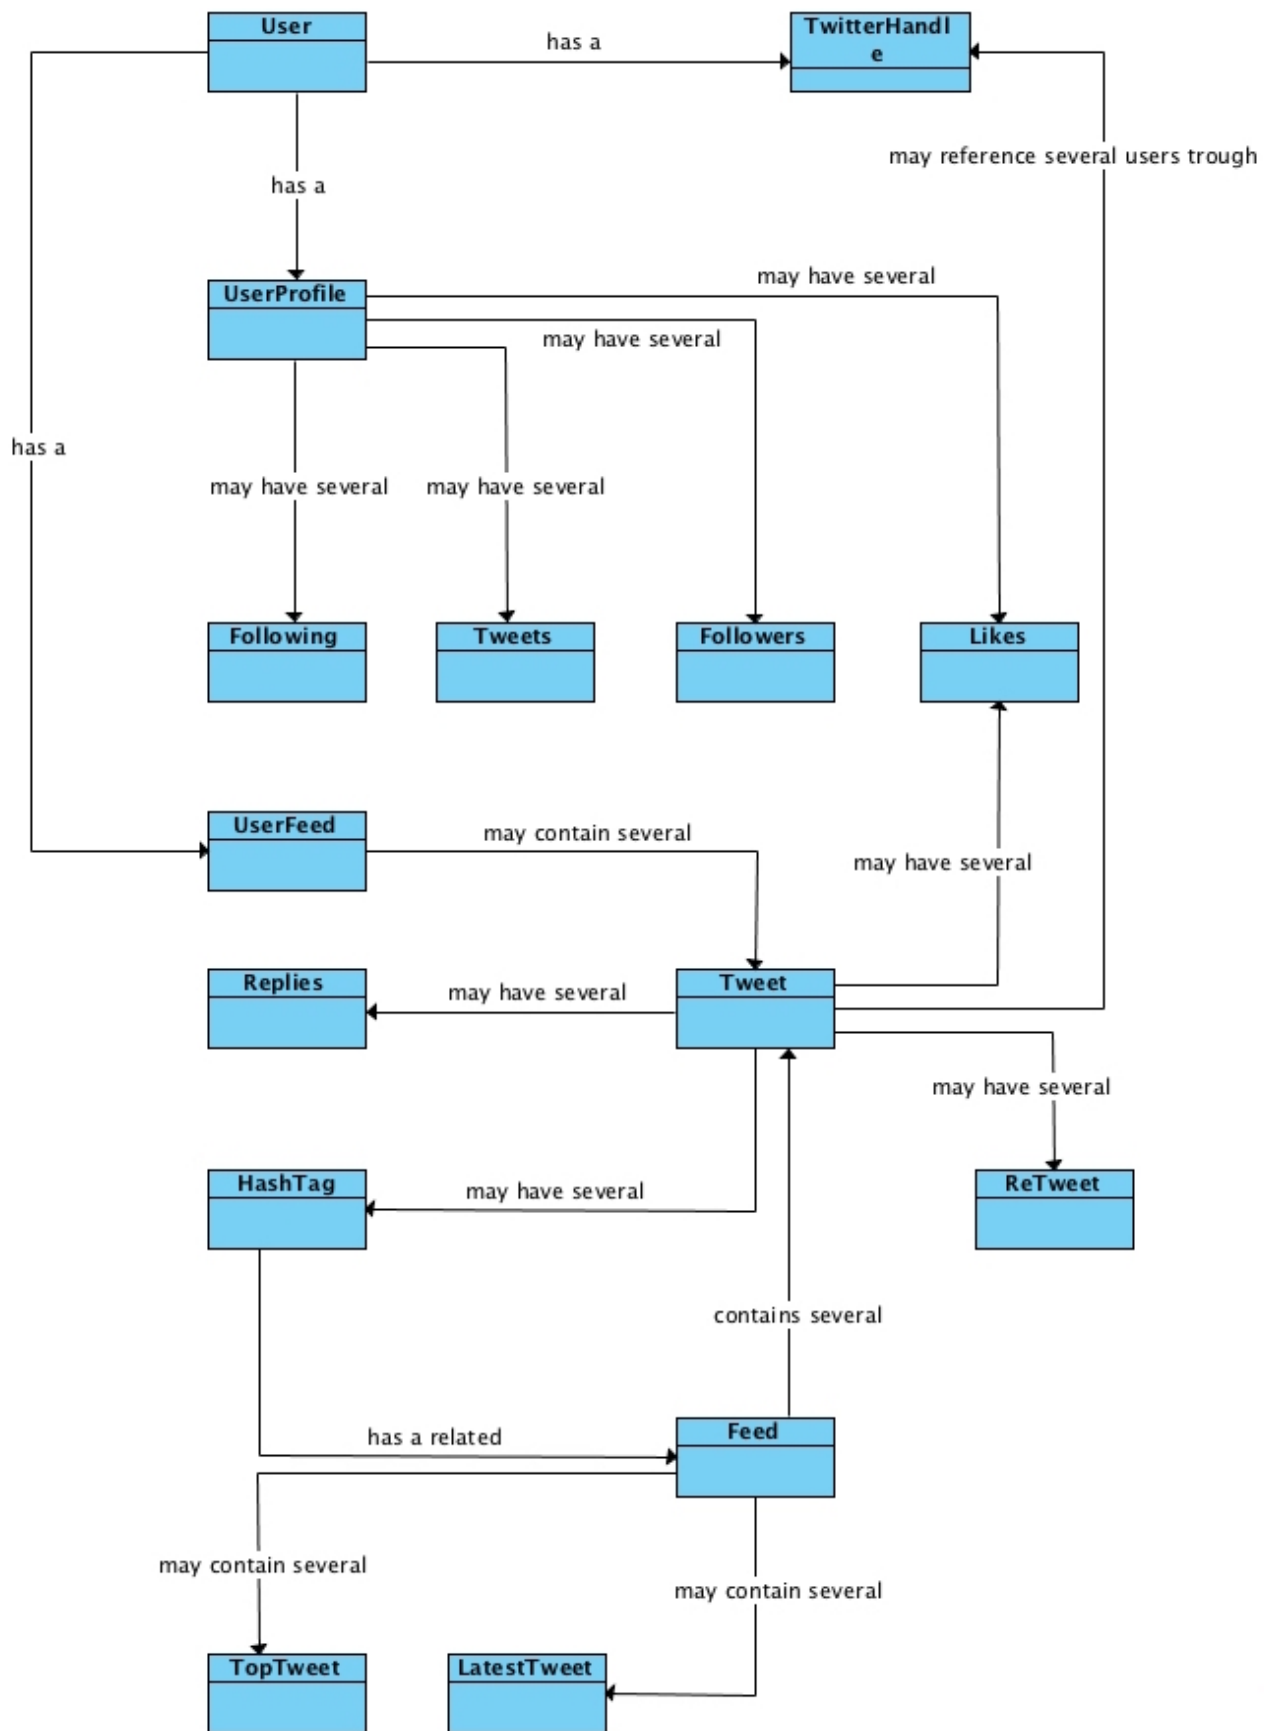 User
TwitterHandl
e
has a
may reference several users trough
has a
may have several
UserProfile
may have several
has a
may have several
may have several
Following
Tweets
Followers
Likes
UserFeed
may contain several
may have several
Replies
may have several
Tweet
may have several
HashTag
may have several
ReTweet
contains several
has a related
Feed
may contain several
may contain several
TopTweet
LatestTweet